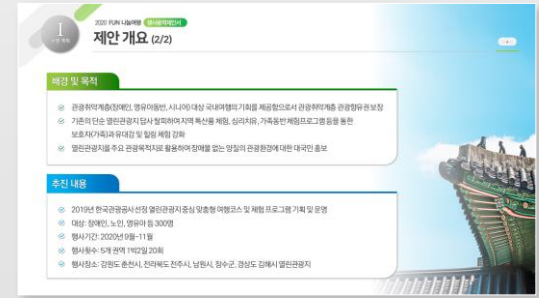 I
2020 FUN 나눔여행
제안 개요 (2/2)
배경 및 목적
관광취약계층(장애인, 영유아동반, 시니어) 대상 국내여행의 기회를 제공함으로서 관광취약계층 관광향유권 보장
기존의 단순 열린관광지 답사 탈피하여 지역 특산품 체험, 심리치유, 가족동반 체험프로그램 등을 통한
보호자(가족)과 유대감 및 힐링 체험 강화
열린관광지를 주요 관광목적지로 활용하여 장애물 없는 양질의 관광환경에 대한 대국민 홍보
추진 내용
2019년 한국관광공사 선정 열린관광지 중심 맞춤형 여행코스 및 체험 프로그램 기획 및 운영
대상: 장애인, 노인, 영유아 등 300명
행사기간: 2020년 9월~11월
행사횟수: 5개 권역 1박2일 20회
행사장소: 강원도 춘천시, 전라북도 전주시, 남원시, 장수군, 경상도 김해시 열린관광지